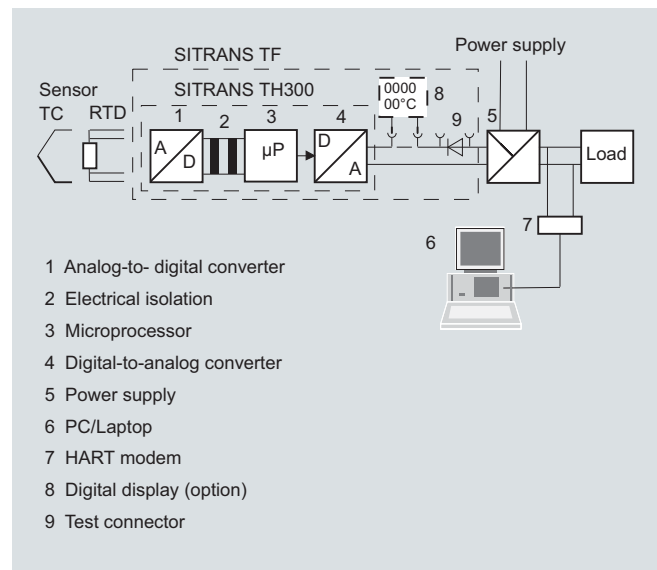 Power supply
SITRANS TF
Sensor
TC RTD
SITRANS TH300
1 2 3 4
0000
00°C
8
9
5
A
D
µP
D
A
Load
7
6
1 Analog-to- digital converter
2 Electrical isolation
3 Microprocessor
4 Digital-to-analog converter
5 Power supply
6 PC/Laptop
7 HART modem
8 Digital display (option)
9 Test connector